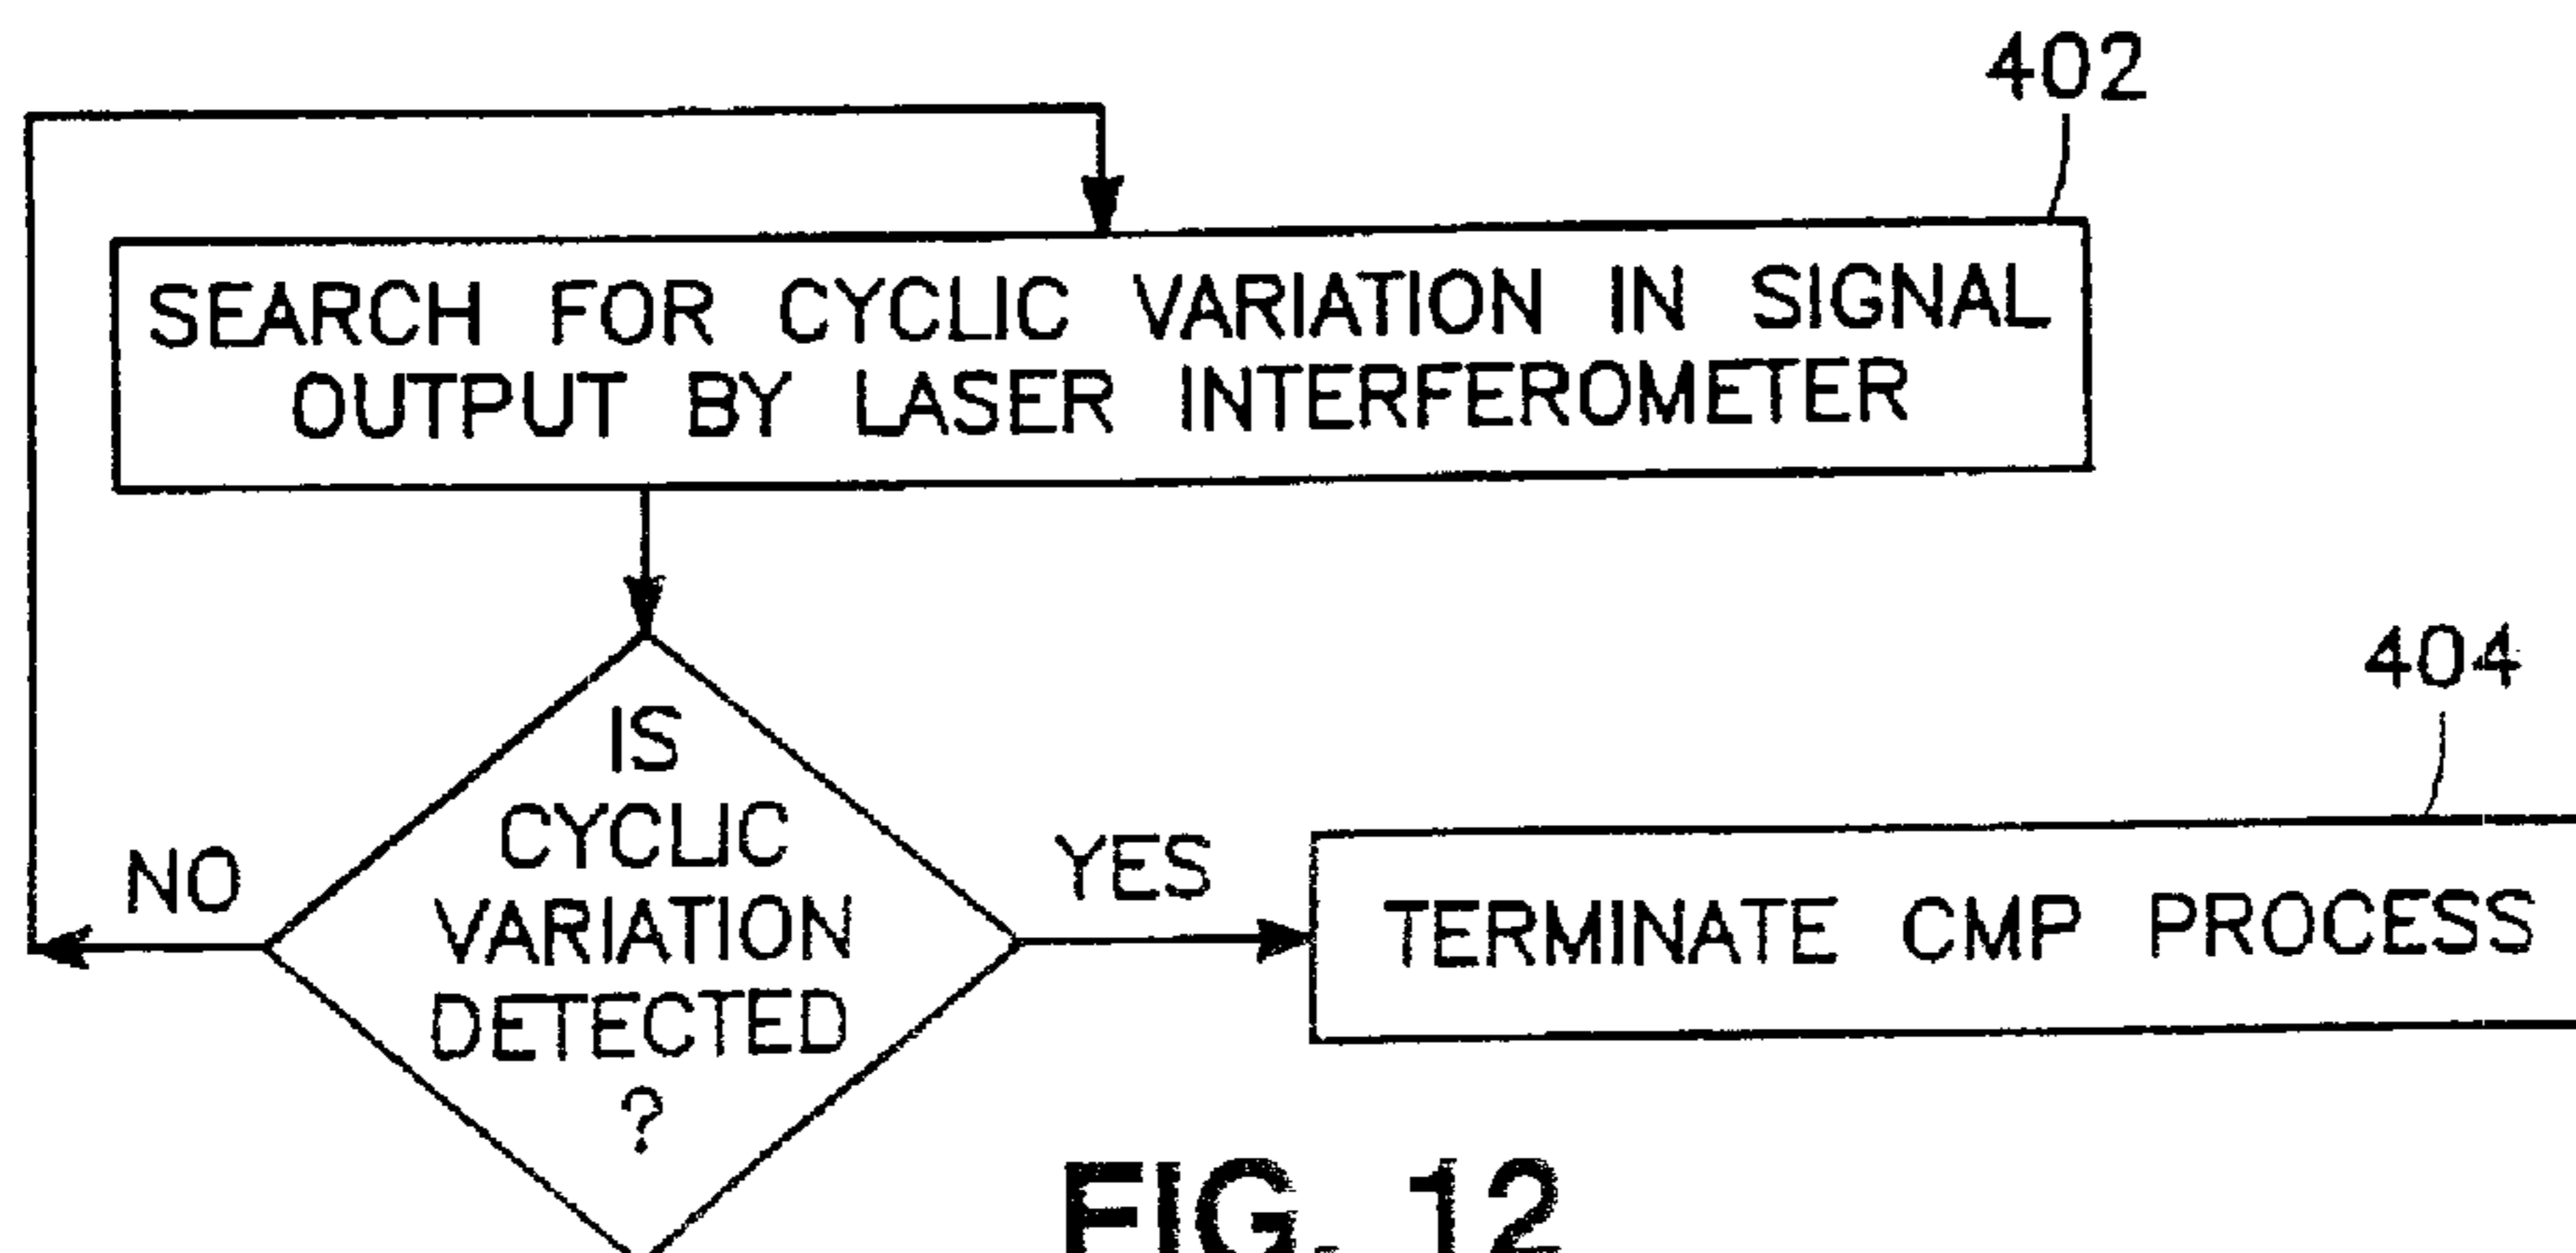 402
SEARCH FOR CYCLIC VARIATION IN SIGNAL
OUTPUT BY LASER INTERFEROMETER
404
IS
CYCLIC
VARIATION
DETECTED
?
NO
YES
TERMINATE CMP PROCESS
FIG. 12